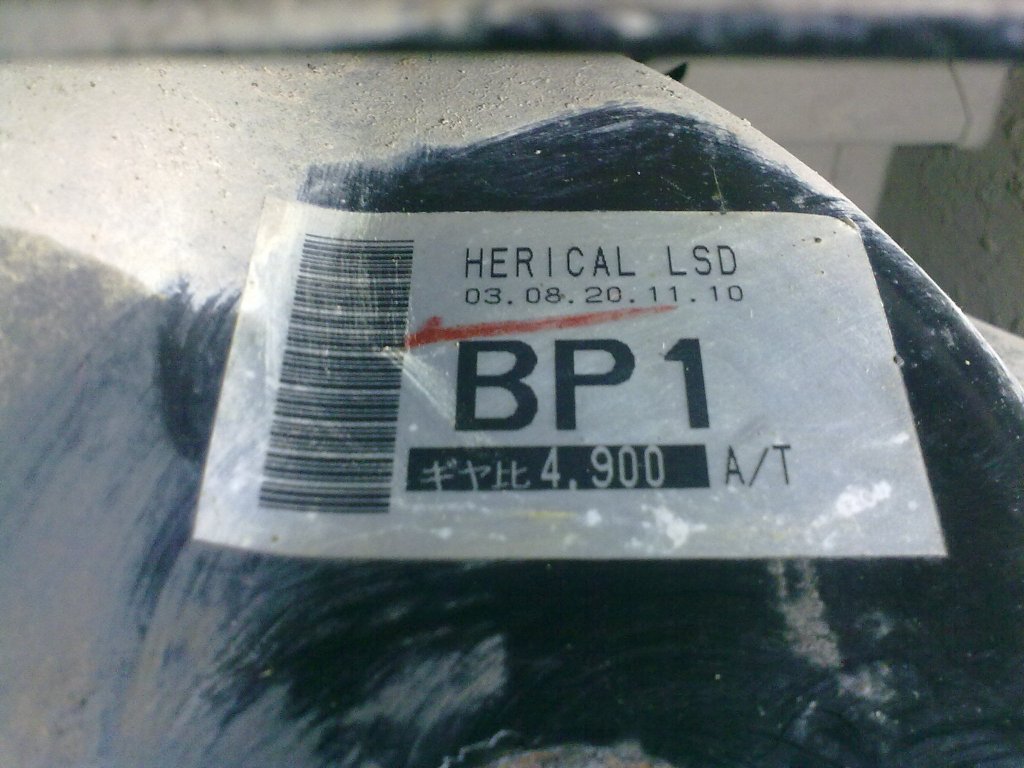 HERICAL LSD
03.08.20.11.10
BP1
ギヤ比 4.900 A/T